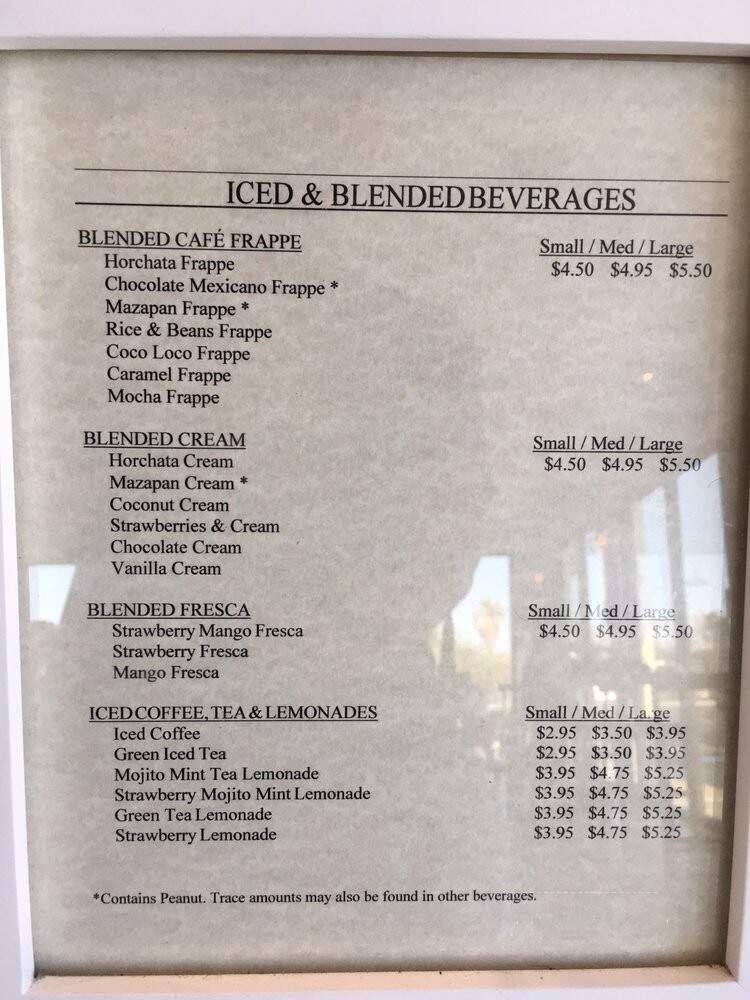 ICED & BLENDED BEVERAGES
BLENDED CAFÉ FRAPPE Small / Med / Large
Horchata Frappe $4.50 $4.95 $5.50
Chocolate Mexicano Frappe *
Mazapan Frappe *
Rice & Beans Frappe
Coco Loco Frappe
Caramel Frappe
Mocha Frappe
BLENDED CREAM Small / Med / Large
Horchata Cream $4.50 $4.95 $5.50
Mazapan Cream *
Coconut Cream
Strawberries & Cream
Chocolate Cream
Vanilla Cream
BLENDED FRESCA Small / Med / Large
Strawberry Mango Fresca $4.50 $4.95 $5.50
Strawberry Fresca
Mango Fresca
ICED COFFEE, TEA & LEMONADES Small / Med / Large
Iced Coffee $2.95 $3.50 $3.95
Green Iced Tea $2.95 $3.50 $3.95
Mojito Mint Tea Lemonade $3.95 $4.75 $5.25
Strawberry Mojito Mint Lemonade $3.95 $4.75 $5.25
Green Tea Lemonade $3.95 $4.75 $5.25
Strawberry Lemonade $3.95 $4.75 $5.25
*Contains Peanut. Trace amounts may also be found in other beverages.